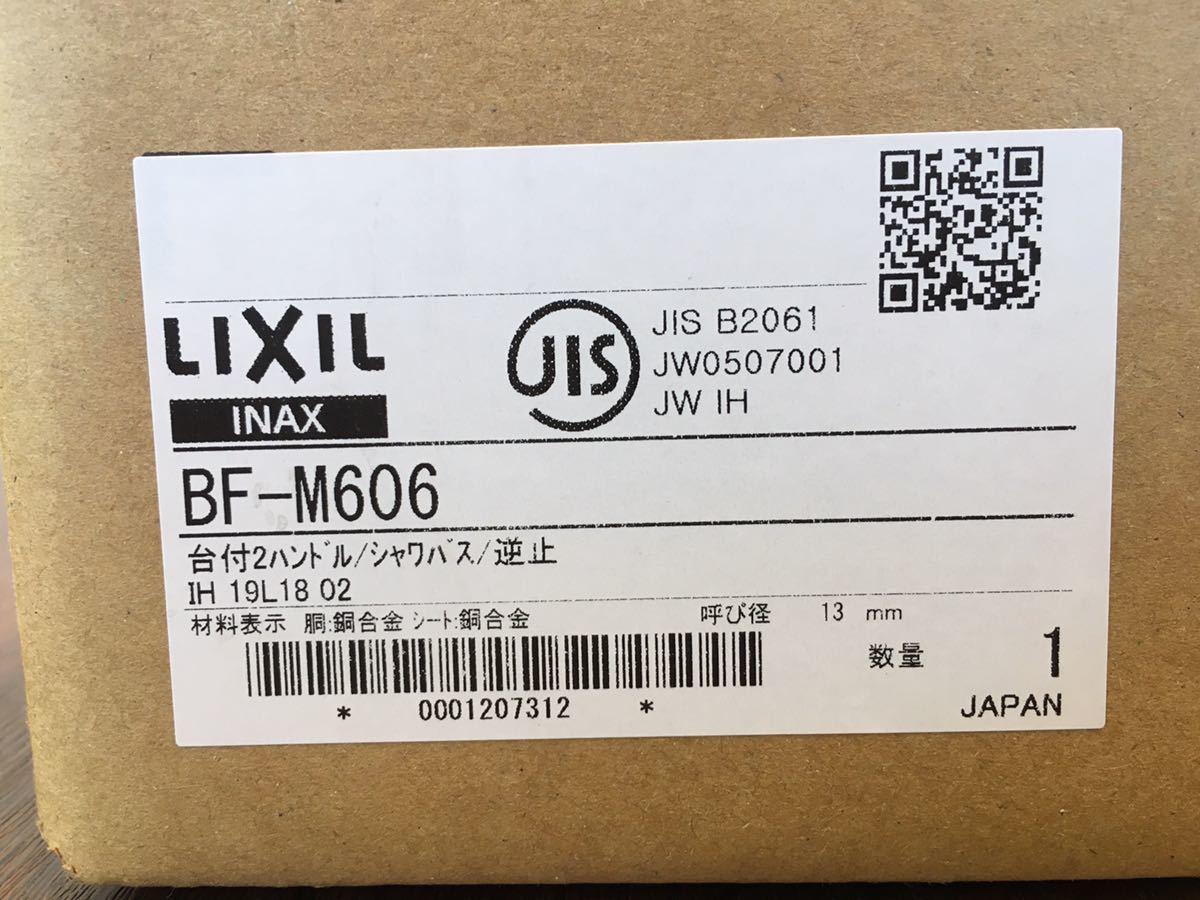 LIXIL
INAX
JIS
JIS B2061
JW0507001
JW IH
BF-M606
台付2ハンドル/シャワバス/逆止
IH 19L18 02
材料表示 胴:銅合金 シート:銅合金 呼び径 13 mm
数量 1
* 0001207312 *
JAPAN